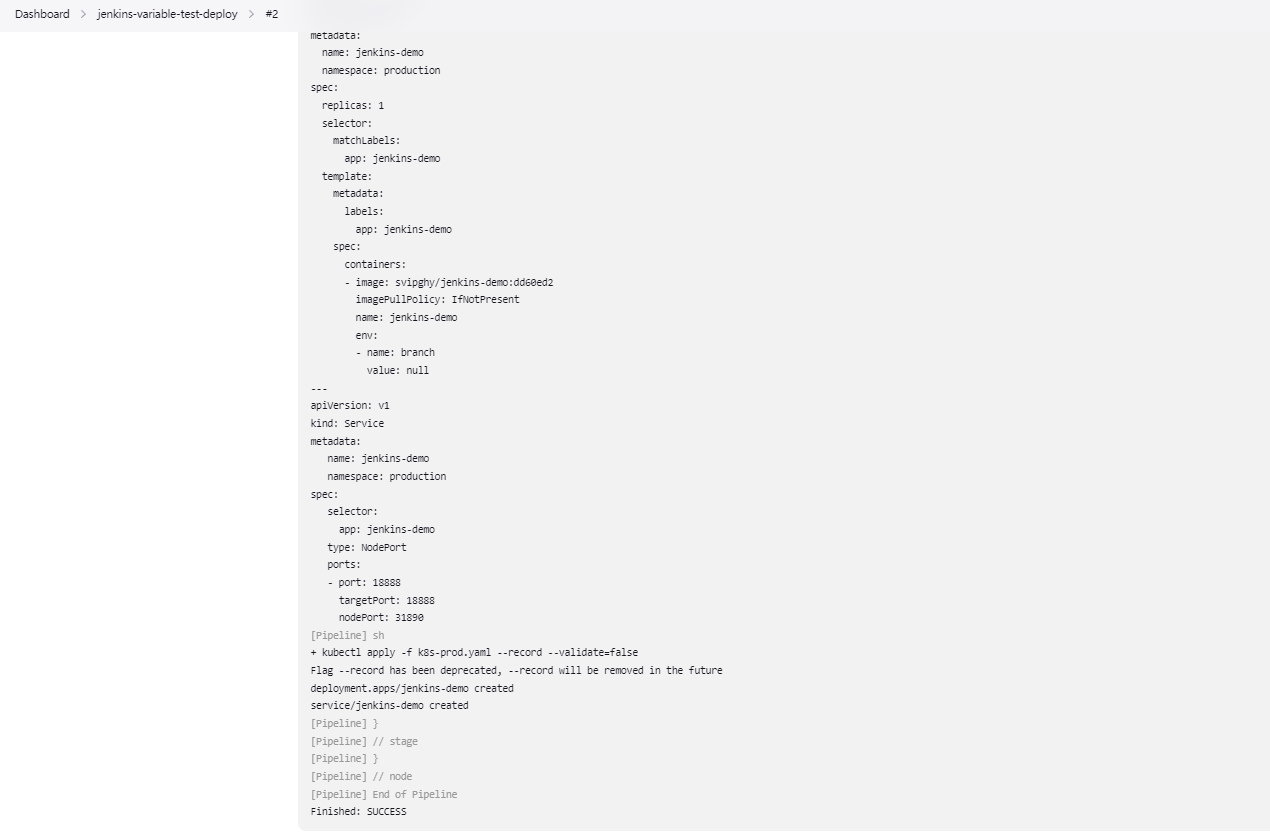 Dashboard > jenkins-variable-test-deploy > #2
metadata:
  name: jenkins-demo
  namespace: production
spec:
  replicas: 1
  selector:
    matchLabels:
      app: jenkins-demo
  template:
    metadata:
      labels:
        app: jenkins-demo
    spec:
      containers:
      - image: svipghy/jenkins-demo:dd60ed2
        imagePullPolicy: IfNotPresent
        name: jenkins-demo
        env:
        - name: branch
          value: null
---
apiVersion: v1
kind: Service
metadata:
   name: jenkins-demo
   namespace: production
spec:
   selector:
     app: jenkins-demo
   type: NodePort
   ports:
   - port: 18888
     targetPort: 18888
     nodePort: 31890
[Pipeline] sh
+ kubectl apply -f k8s-prod.yaml --record --validate=false
Flag --record has been deprecated, --record will be removed in the future
deployment.apps/jenkins-demo created
service/jenkins-demo created
[Pipeline] }
[Pipeline] // stage
[Pipeline] }
[Pipeline] // node
[Pipeline] End of Pipeline
Finished: SUCCESS